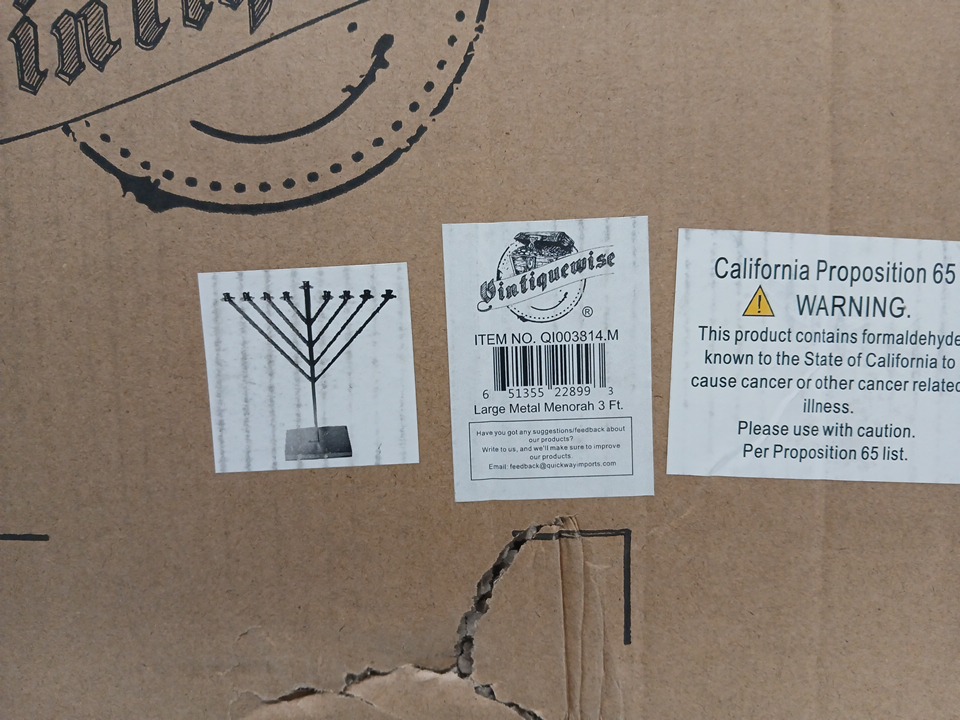 intiq
Vintiquewise
®
ITEM NO. QI003814.M
6 51355 22899 3
Large Metal Menorah 3 Ft.
Have you got any suggestions/feedback about
our products?
Write to us, and we'll make sure to improve
our products.
Email: feedback@quickwayimports.com
California Proposition 65
WARNING.
This product contains formaldehyde
known to the State of California to
cause cancer or other cancer related
illness.
Please use with caution.
Per Proposition 65 list.